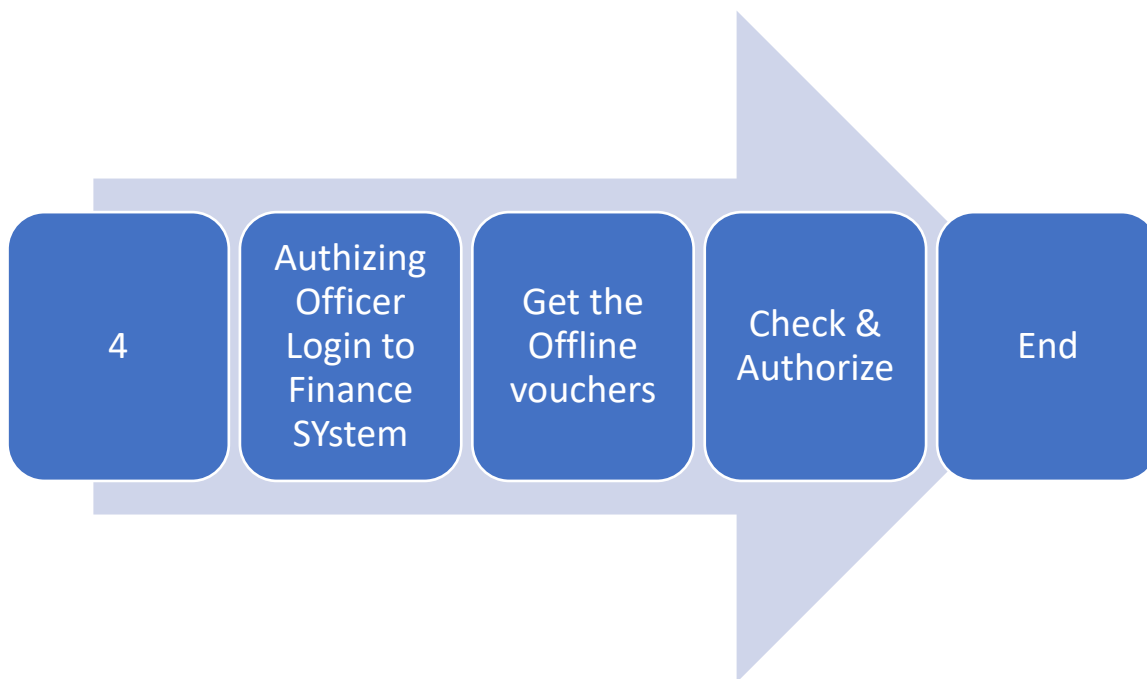 4
Authizing
Officer
Login to
Finance
SYstem
Get the
Offline
vouchers
Check &
Authorize
End